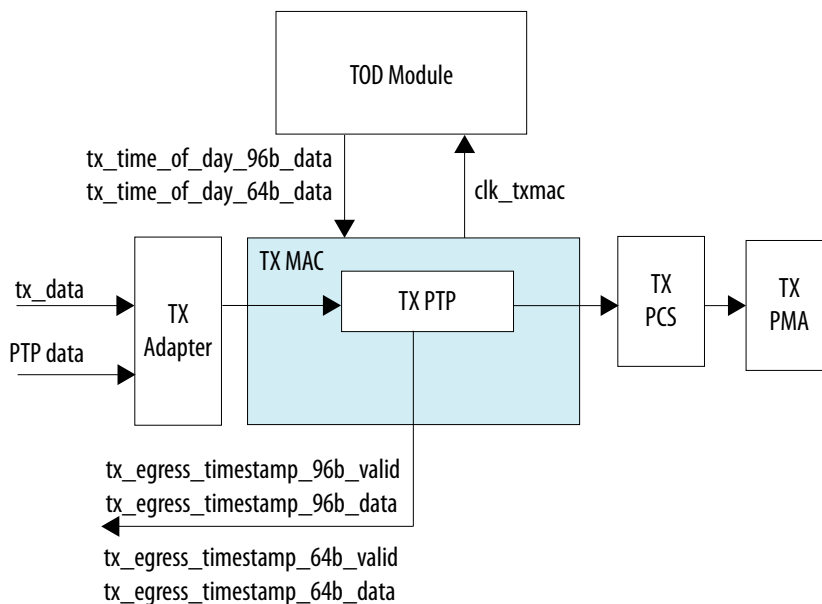 TOD Module
tx_time_of_day_96b_data
tx_time_of_day_64b_data
clk_txmac
TX MAC
TX PTP
tx_data
PTP data
TX
Adapter
TX
PCS
TX
PMA
tx_egress_timestamp_96b_valid
tx_egress_timestamp_96b_data
tx_egress_timestamp_64b_valid
tx_egress_timestamp_64b_data